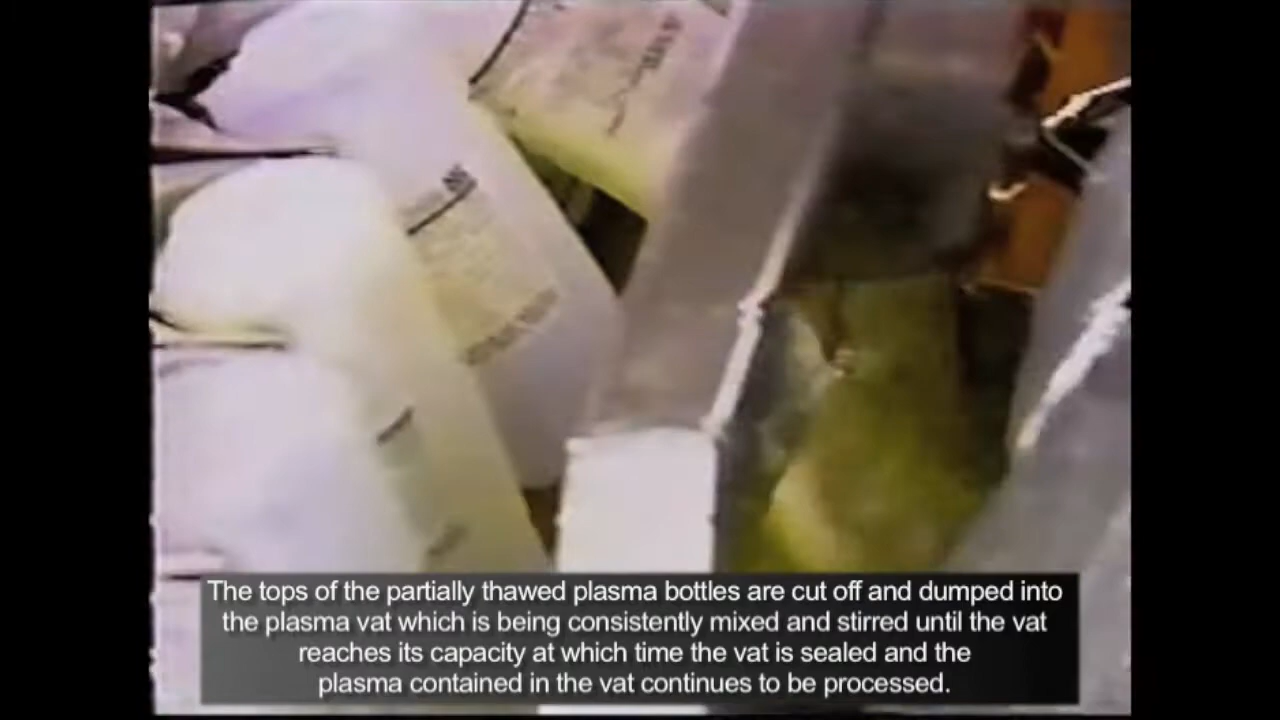 The tops of the partially thawed plasma bottles are cut off and dumped into
the plasma vat which is being consistently mixed and stirred until the vat
reaches its capacity at which time the vat is sealed and the
plasma contained in the vat continues to be processed.